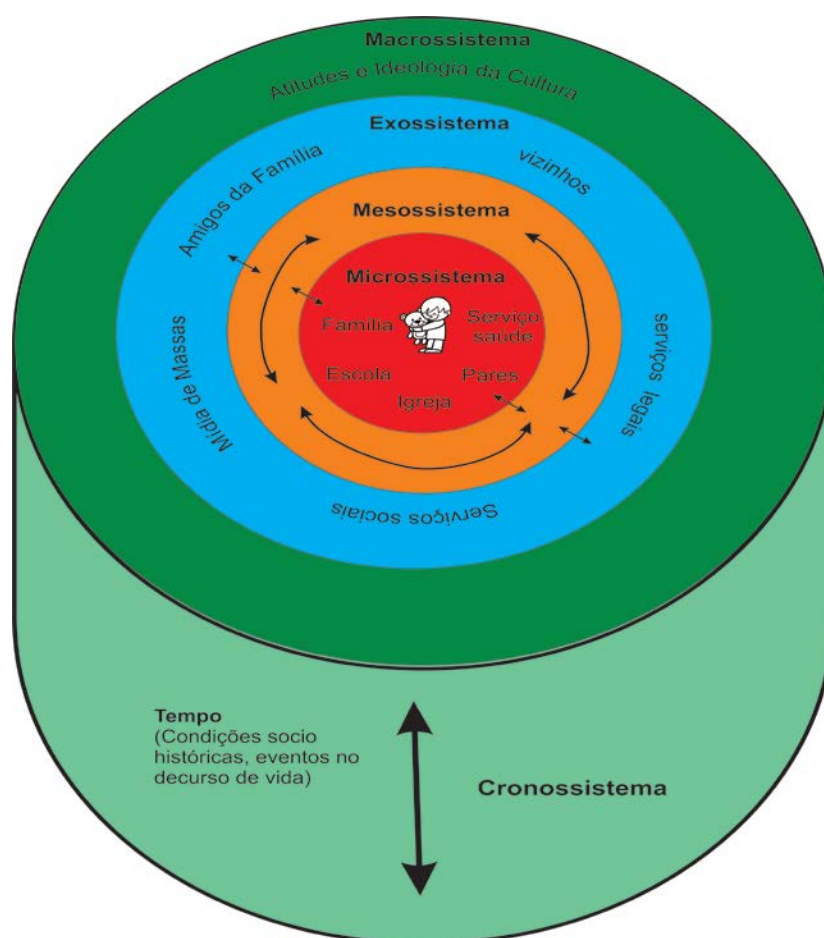 Macrossistema
Atitudes e Ideologia da Cultura
Exossistema
Amigos da Família
vizinhos
Mesossistema
Microssistema
Família
Serviço
saúde
Escola
Pares
Igreja
Mídia de Massas
serviços legais
Serviços sociais
Tempo
(Condições socio
históricas, eventos no
decurso de vida)
Cronossistema